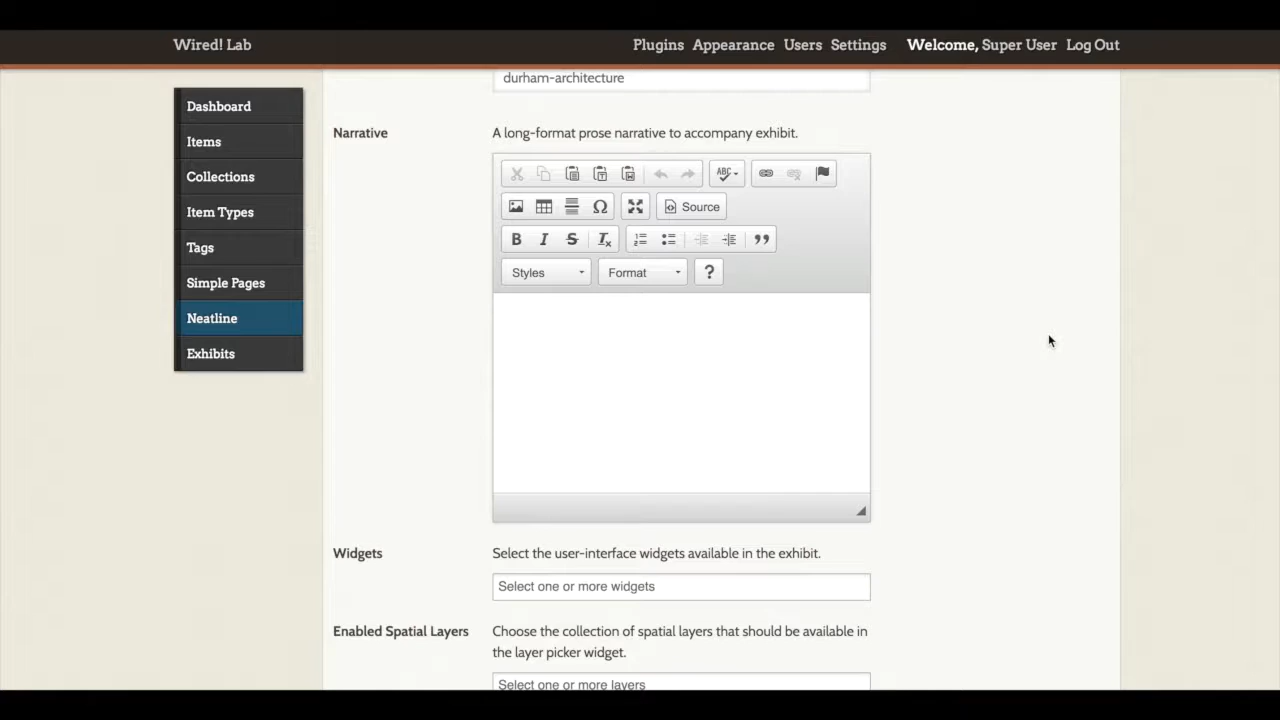 Wired! Lab
Plugins Appearance Users Settings Welcome, Super User Log Out
Dashboard
Items
Collections
Item Types
Tags
Simple Pages
Neatline
Exhibits
durham-architecture
Narrative
A long-format prose narrative to accompany exhibit.
ABC
Ω
Source
B I S Tx
Styles Format ?
Widgets
Select the user-interface widgets available in the exhibit.
Select one or more widgets
Enabled Spatial Layers
Choose the collection of spatial layers that should be available in
the layer picker widget.
Select one or more layers